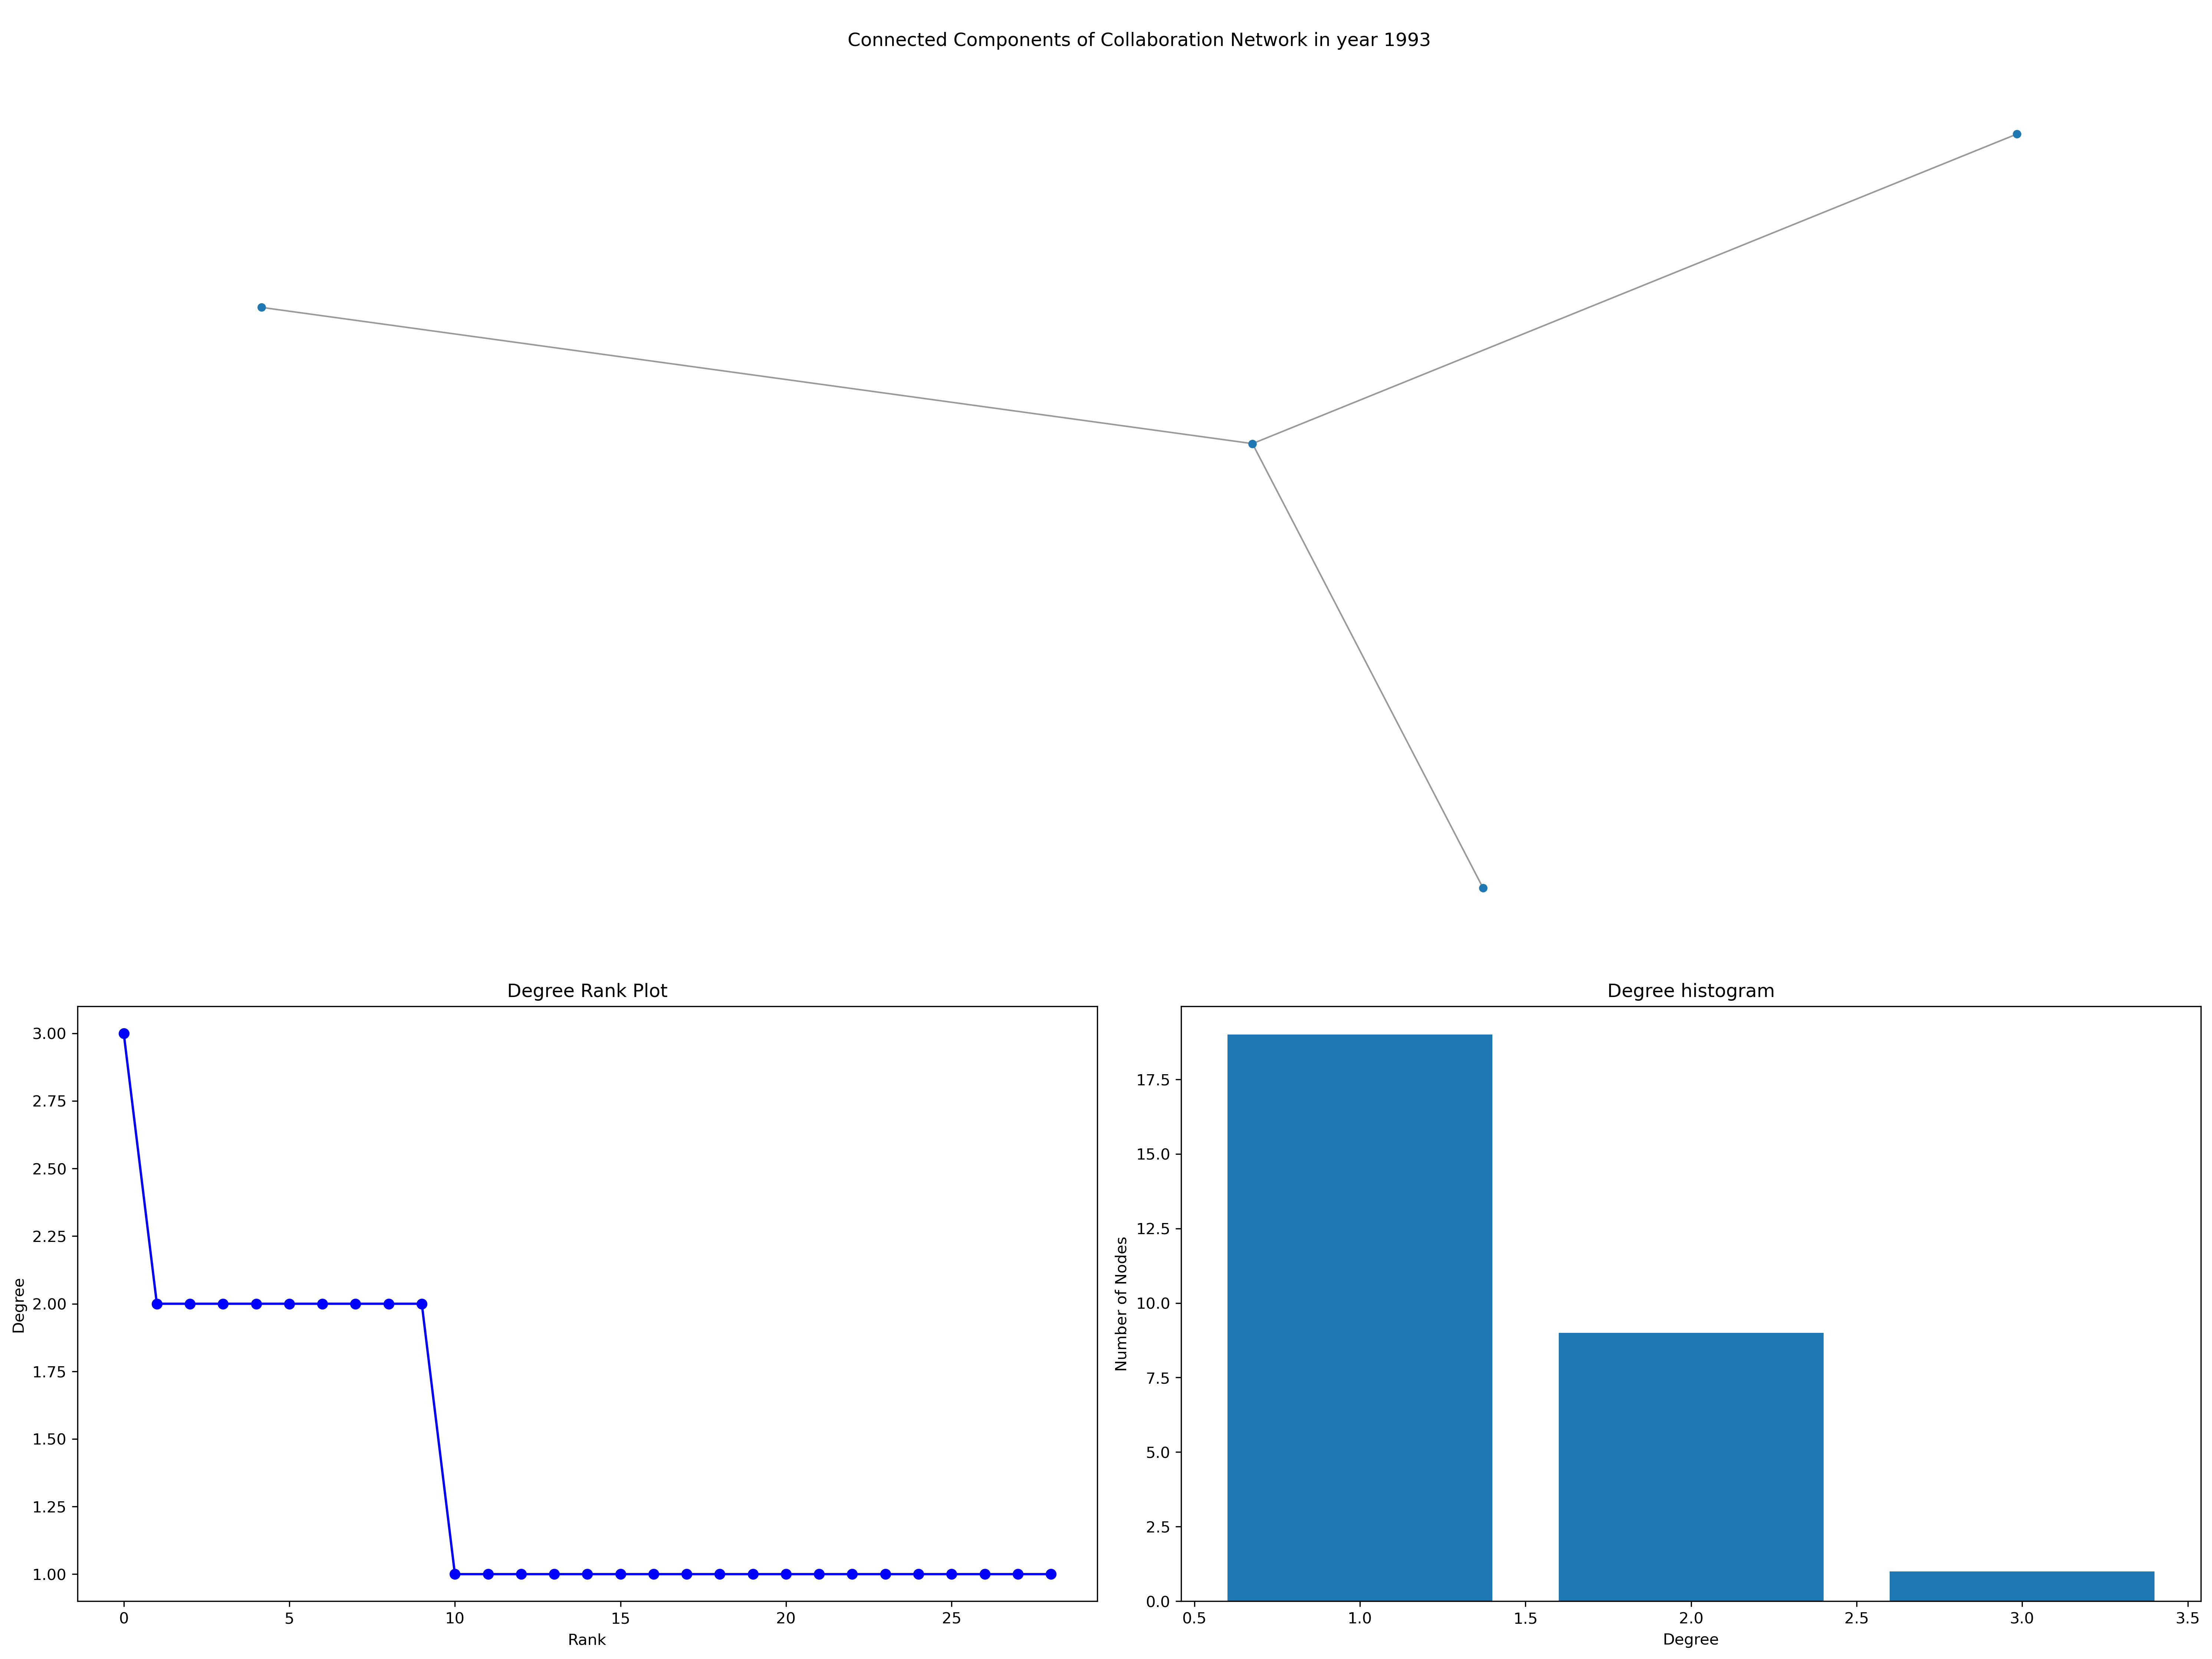 Connected Components of Collaboration Network in year 1993
Degree Rank Plot
3.00
2.75
2.50
2.25
2.00
1.75
1.50
1.25
1.00
Degree
0 5 10 15 20 25
Rank
Degree histogram
17.5
15.0
12.5
10.0
7.5
5.0
2.5
0.0
Number of Nodes
0.5 1.0 1.5 2.0 2.5 3.0 3.5
Degree